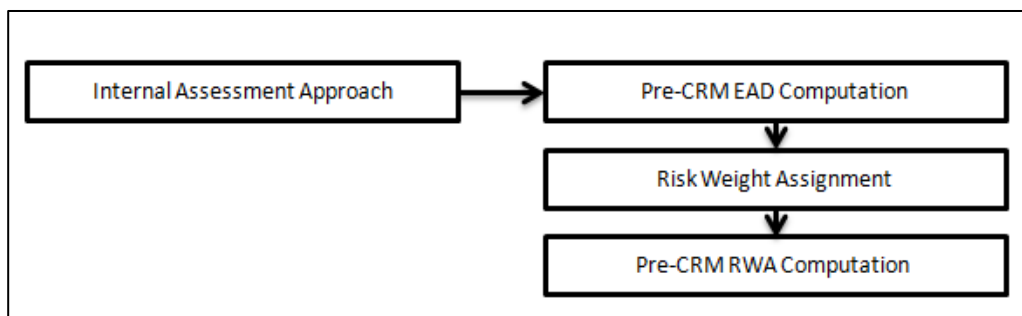 Internal Assessment Approach
Pre-CRM EAD Computation
Risk Weight Assignment
Pre-CRM RWA Computation